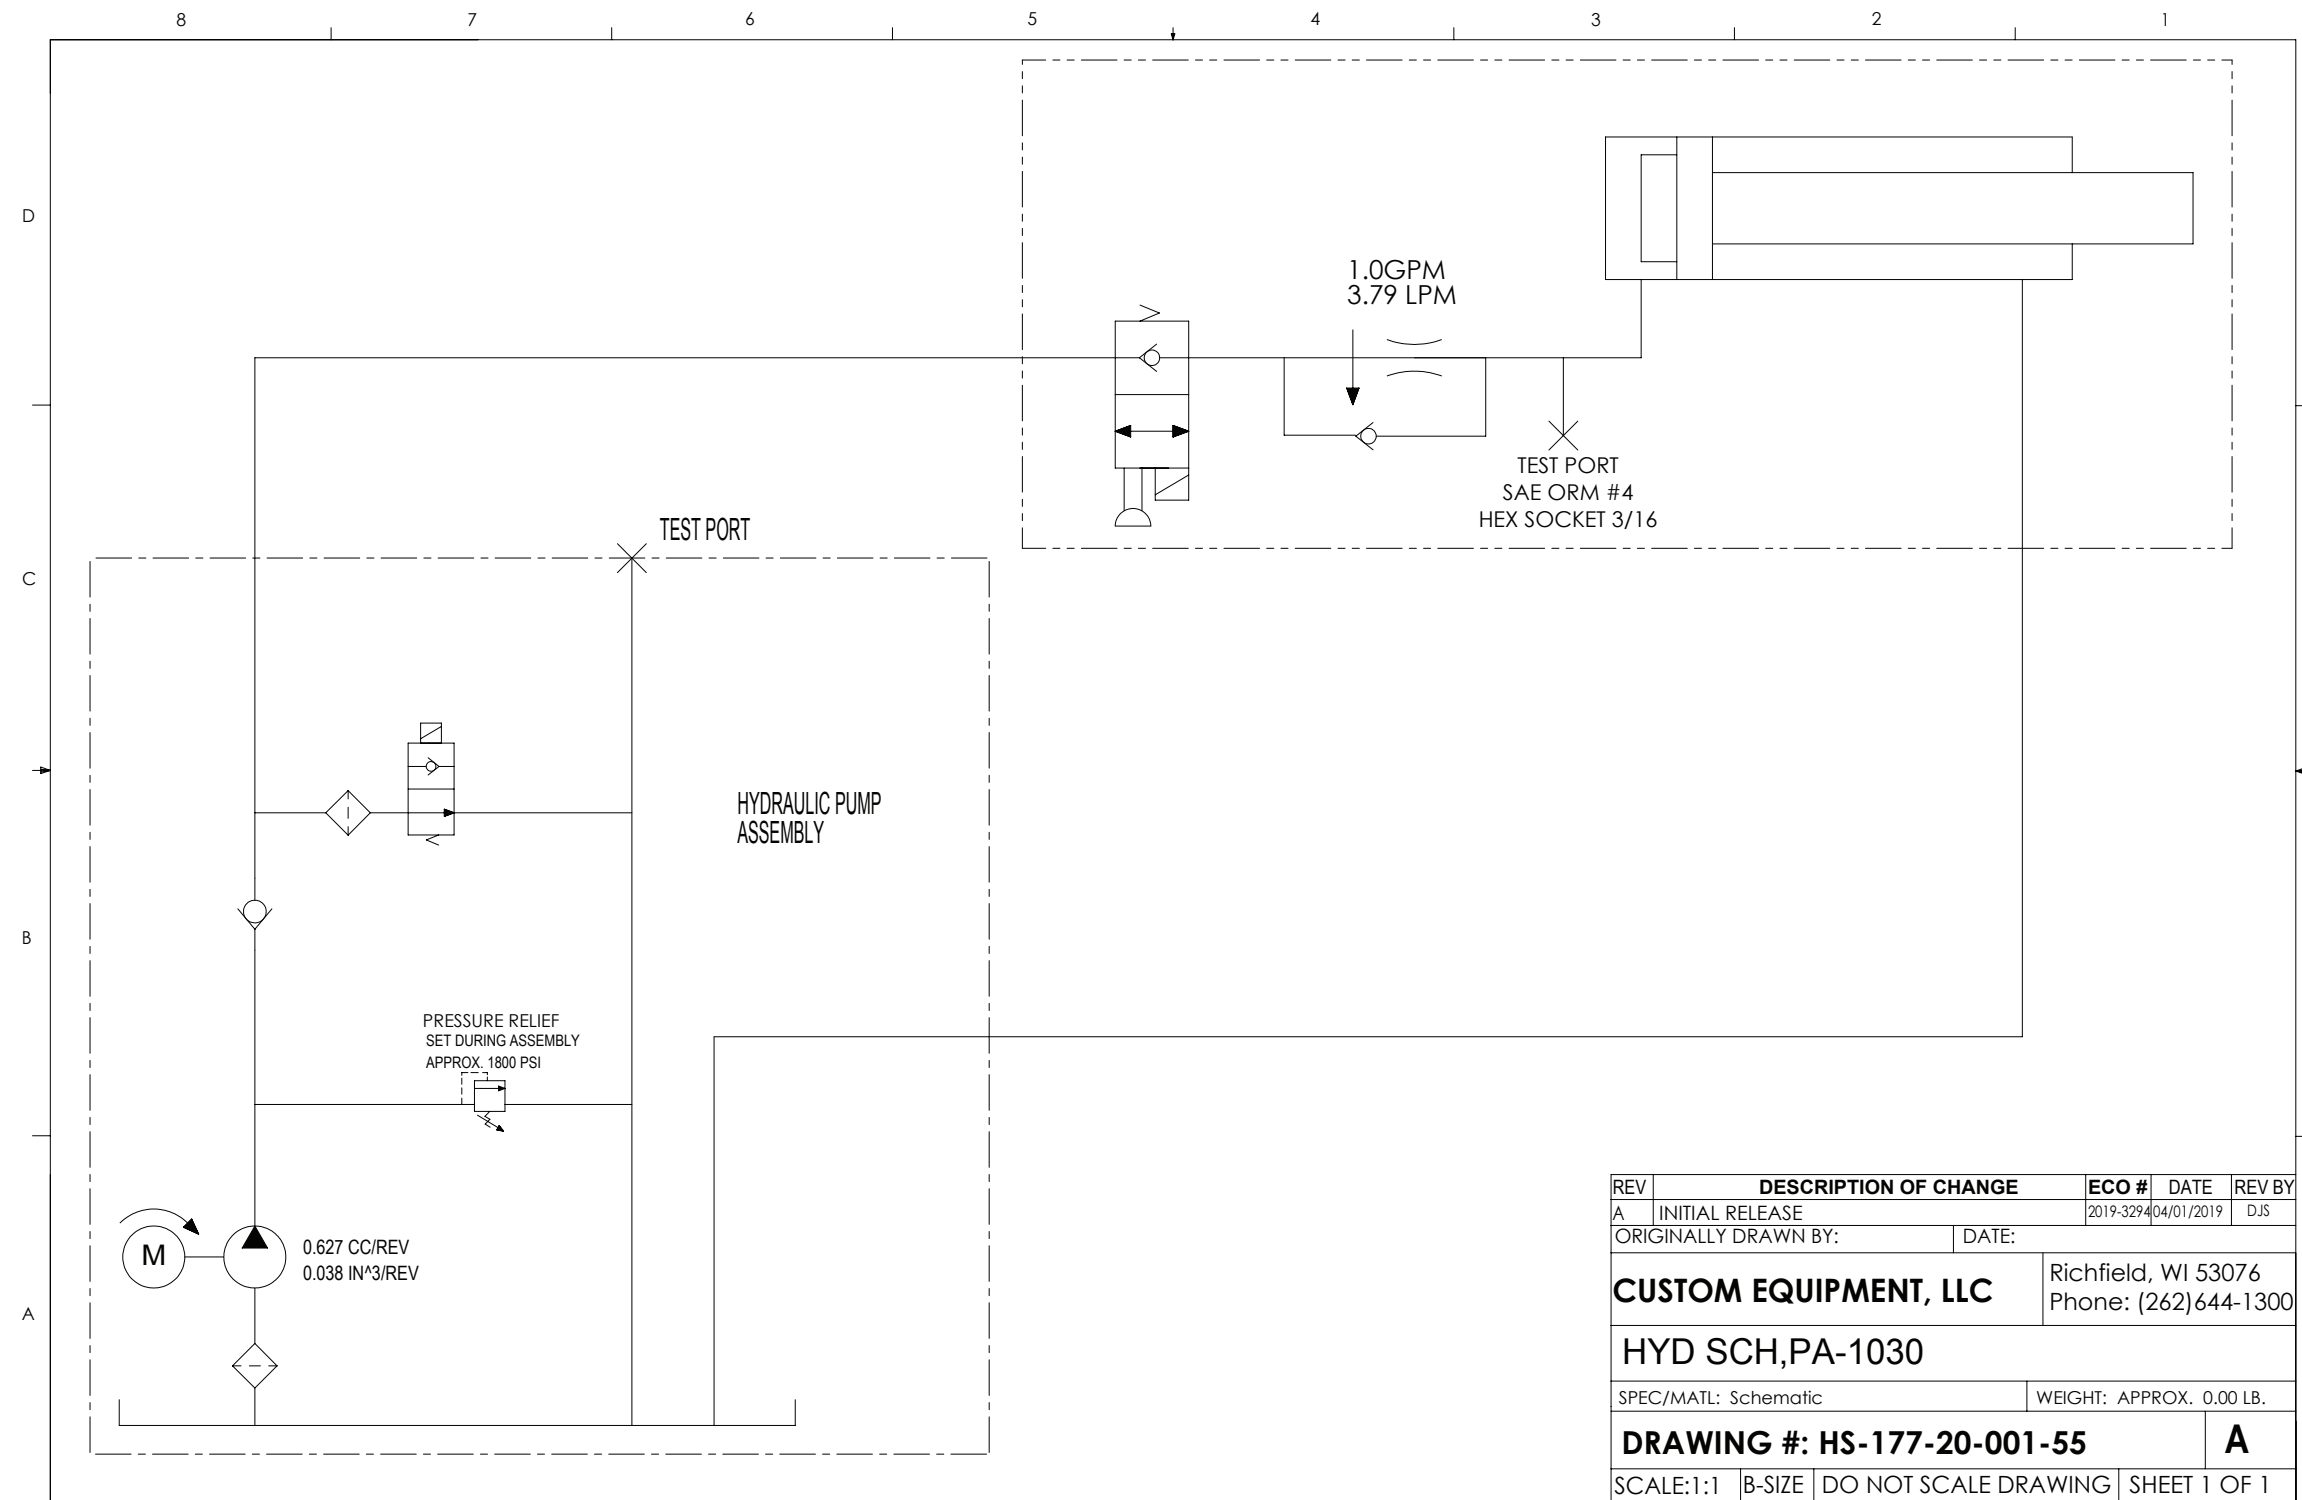 8 7 6 5 4 3 2 1
D
1.0GPM
3.79 LPM
TEST PORT
SAE ORM #4
HEX SOCKET 3/16
TEST PORT
C
HYDRAULIC PUMP
ASSEMBLY
B
PRESSURE RELIEF
SET DURING ASSEMBLY
APPROX. 1800 PSI
M
0.627 CC/REV
0.038 IN^3/REV
A
REV DESCRIPTION OF CHANGE ECO # DATE REV BY
A INITIAL RELEASE 2019-3294 04/01/2019 DJS
ORIGINALLY DRAWN BY: DATE:
CUSTOM EQUIPMENT, LLC
Richfield, WI 53076
Phone: (262)644-1300
HYD SCH,PA-1030
SPEC/MATL: Schematic WEIGHT: APPROX. 0.00 LB.
DRAWING #: HS-177-20-001-55 A
SCALE:1:1 B-SIZE DO NOT SCALE DRAWING SHEET 1 OF 1